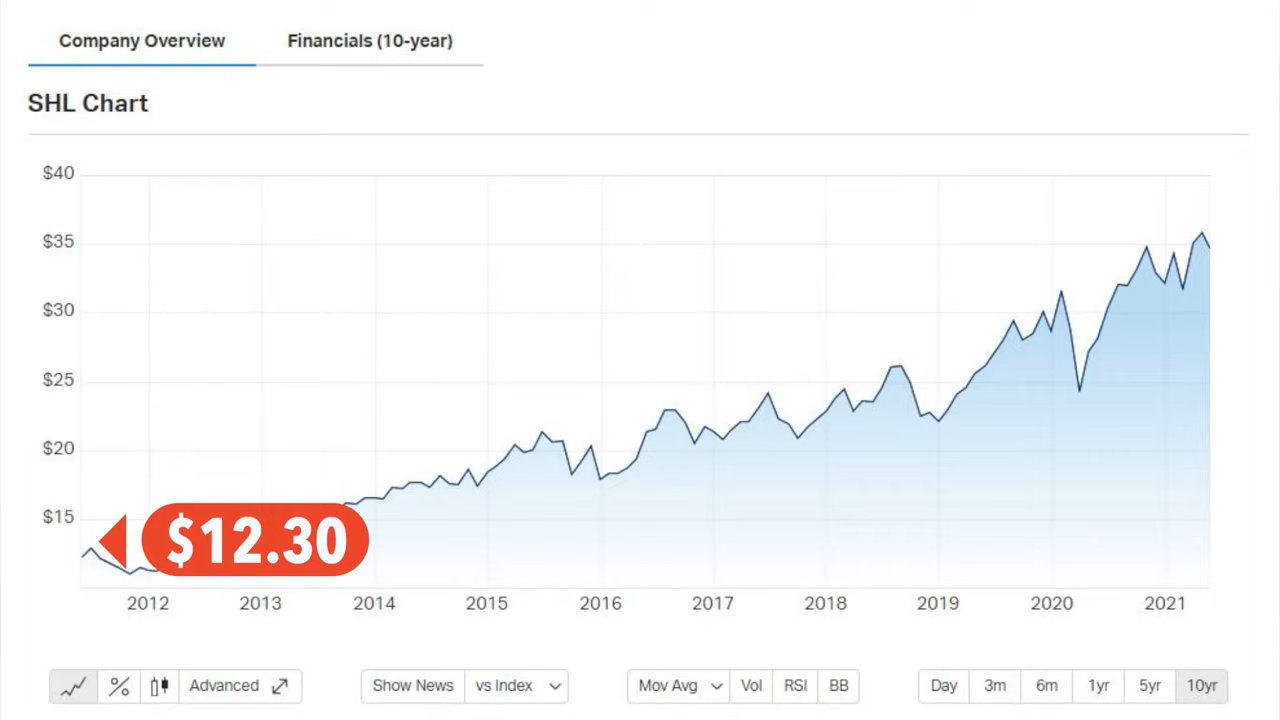 Company Overview Financials (10-year)
SHL Chart
$40
$35
$30
$25
$20
$15
$12.30
2012 2013 2014 2015 2016 2017 2018 2019 2020 2021
% Advanced Show News vs Index Mov Avg Vol RSI BB Day 3m 6m 1yr 5yr 10yr